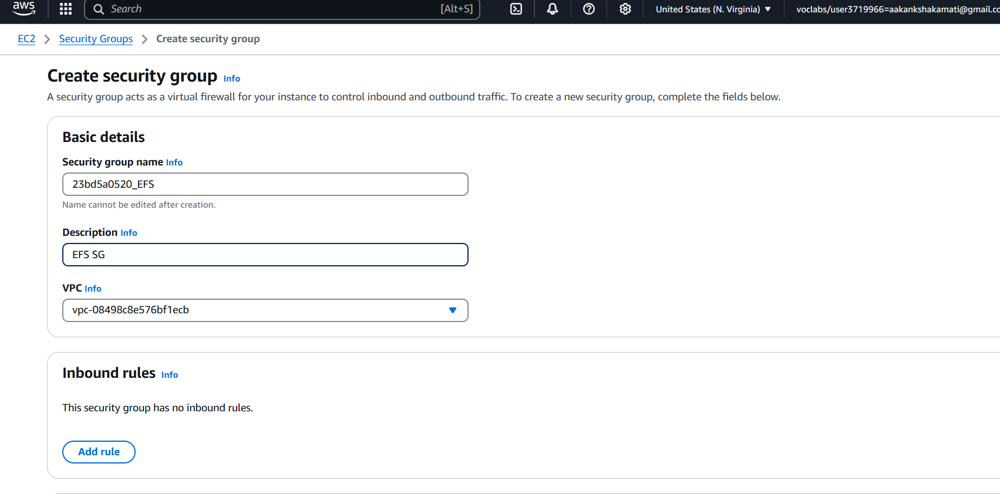 aws Search [Alt+S] United States (N. Virginia) voclabs/user3719966=aakankshakamati@gmail.co
EC2 Security Groups Create security group
Create security group Info
A security group acts as a virtual firewall for your instance to control inbound and outbound traffic. To create a new security group, complete the fields below.
Basic details
Security group name Info
23bd5a0520_EFS
Name cannot be edited after creation.
Description Info
EFS SG
VPC Info
vpc-08498c8e576bf1ecb
Inbound rules Info
This security group has no inbound rules.
Add rule